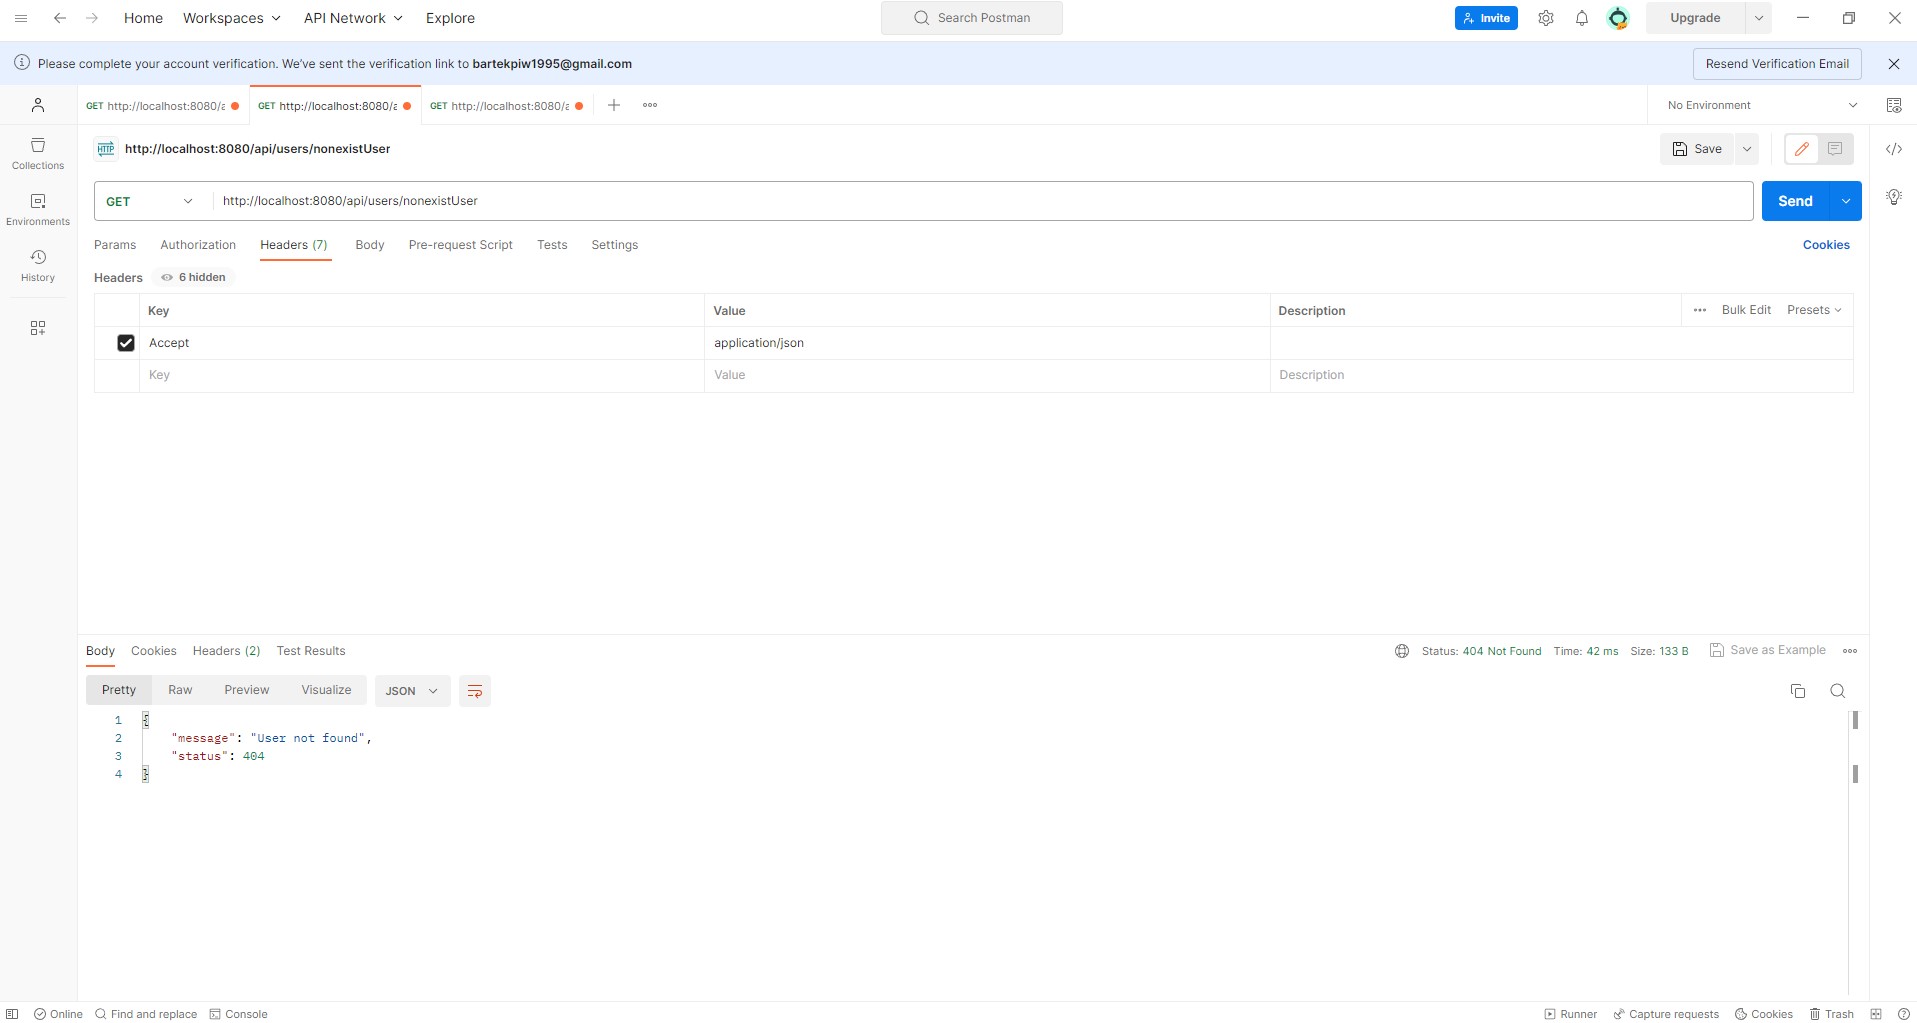 Home Workspaces API Network Explore Search Postman Invite Upgrade
Please complete your account verification. We've sent the verification link to bartekpiw1995@gmail.com Resend Verification Email
GET http://localhost:8080/a GET http://localhost:8080/a GET http://localhost:8080/a No Environment
HTTP http://localhost:8080/api/users/nonexistUser Save
Collections
GET http://localhost:8080/api/users/nonexistUser Send
Environments
Params Authorization Headers (7) Body Pre-request Script Tests Settings Cookies
History
Headers 6 hidden
Key Value Description Bulk Edit Presets
Accept application/json
Key Value Description
Body Cookies Headers (2) Test Results Status: 404 Not Found Time: 42 ms Size: 133 B Save as Example
Pretty Raw Preview Visualize JSON
1 {
2 "message": "User not found",
3 "status": 404
4 }
Online Find and replace Console Runner Capture requests Cookies Trash